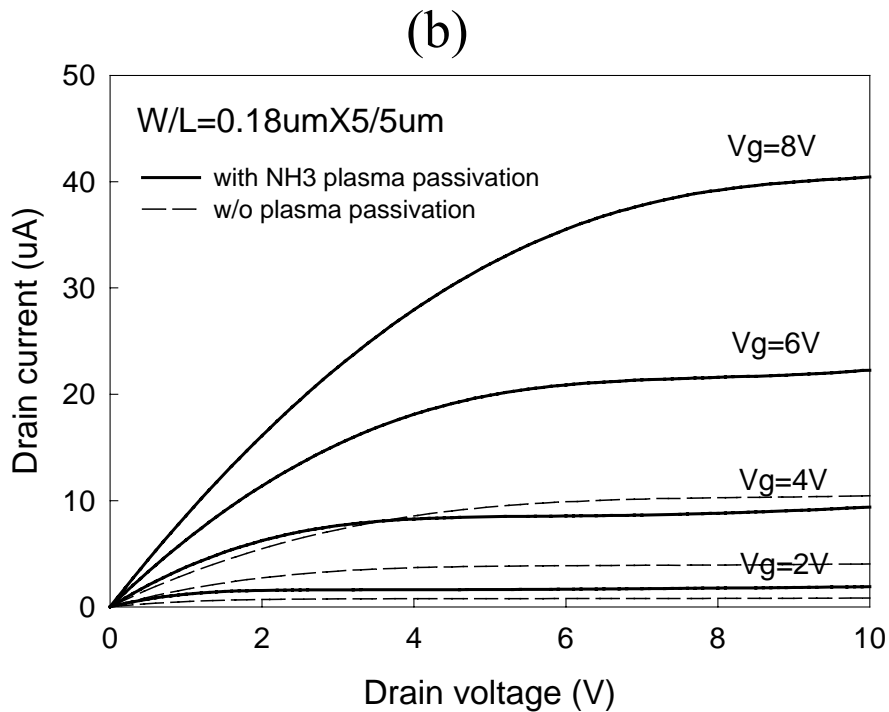 (b)
50
W/L=0.18umX5/5um
Vg=8V
with NH3 plasma passivation
w/o plasma passivation
40
30
Vg=6V
20
Vg=4V
10
Vg=2V
0
Drain current (uA)
0 2 4 6 8 10
Drain voltage (V)